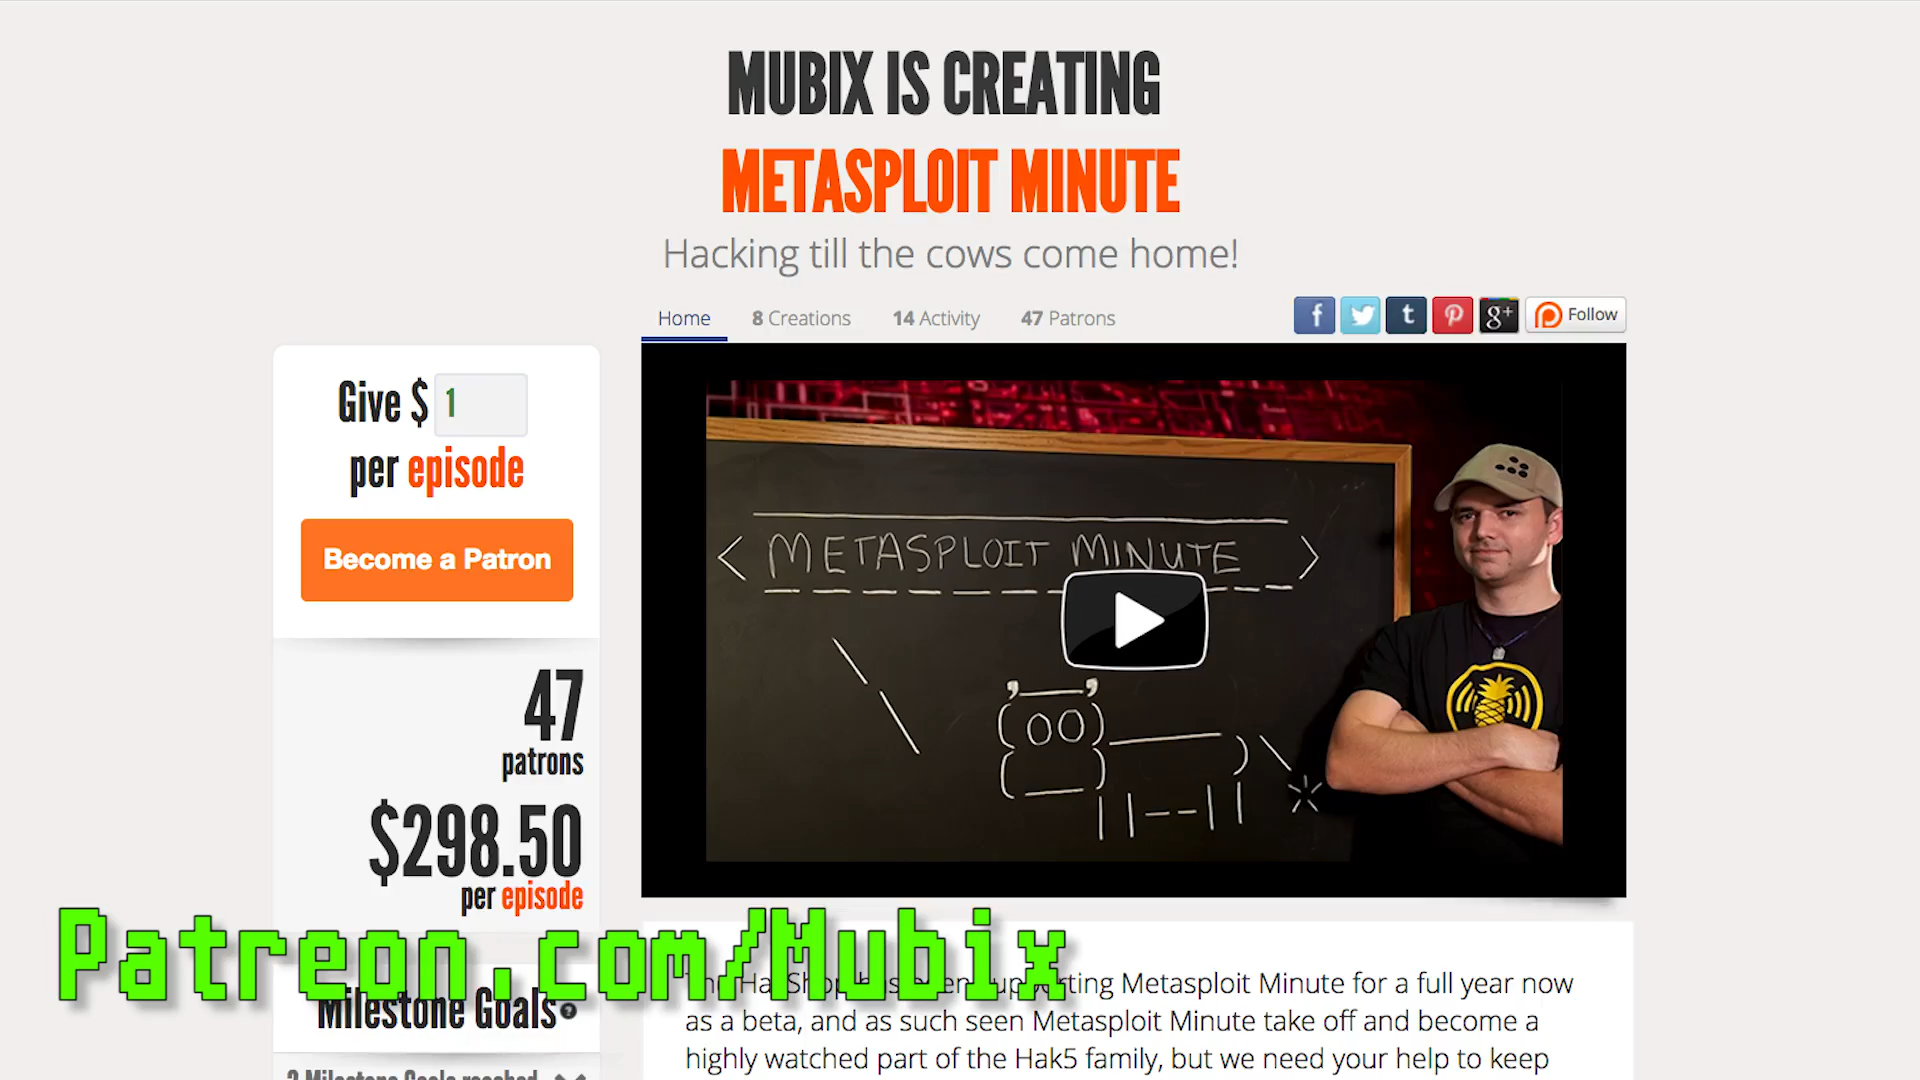 MUBIX IS CREATING
METASPLOIT MINUTE
Hacking till the cows come home!
Home 8 Creations 14 Activity 47 Patrons
Follow
Give $ 1
per episode
Become a Patron
47
patrons
$298.50
per episode
< METASPLOIT MINUTE >
Patreon.com/Mubix
Milestone Goals
Metasploit Minute for a full year now
as a beta, and as such seen Metasploit Minute take off and become a
highly watched part of the Hak5 family, but we need your help to keep
Milestone Goals reached